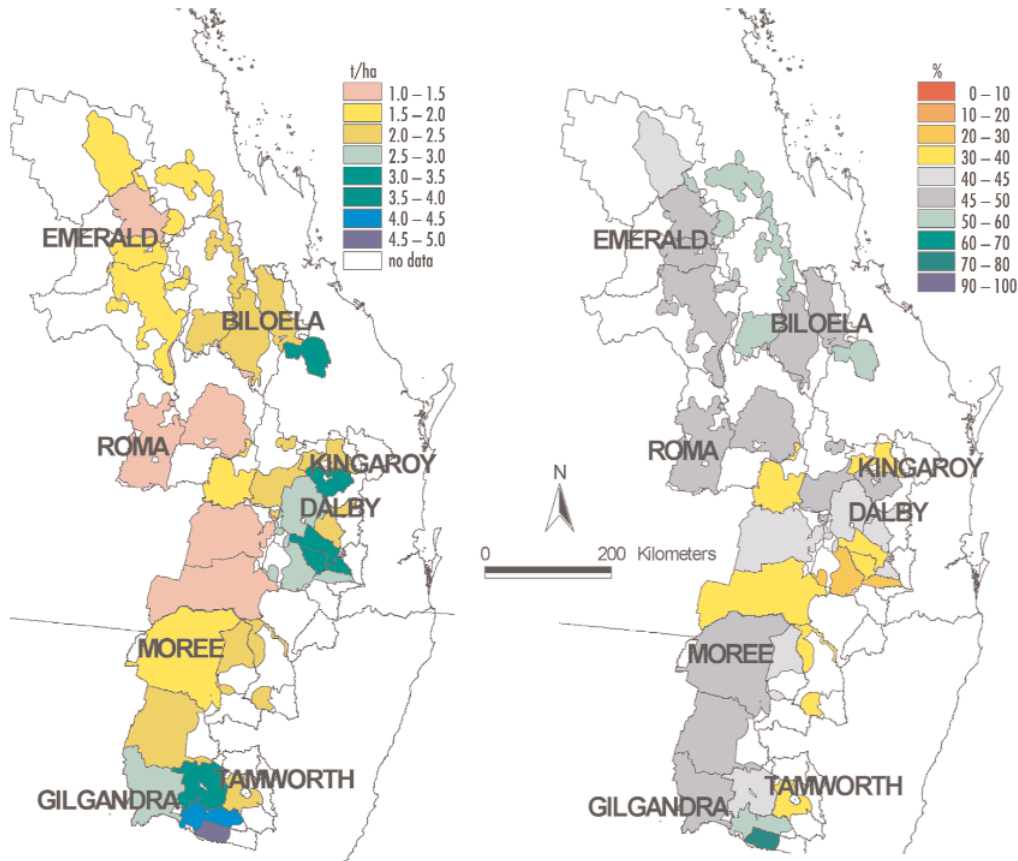 t/ha
1.0 – 1.5
1.5 – 2.0
2.0 – 2.5
2.5 – 3.0
3.0 – 3.5
3.5 – 4.0
4.0 – 4.5
4.5 – 5.0
no data
EMERALD
BILOELA
ROMA
KINGAROY
DALBY
MOREE
TAMWORTH
GILGANDRA
N
0 200 Kilometers
%
0 – 10
10 – 20
20 – 30
30 – 40
40 – 45
45 – 50
50 – 60
60 – 70
70 – 80
90 – 100
EMERALD
BILOELA
ROMA
KINGAROY
DALBY
MOREE
TAMWORTH
GILGANDRA